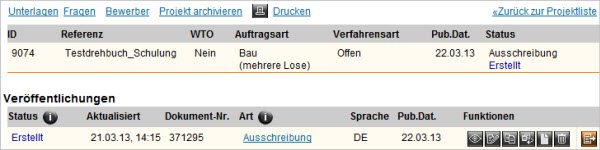 Unterlagen Fragen Bewerber Projekt archivieren Drucken «Zurück zur Projektliste
ID Referenz WTO Auftragsart Verfahrensart Pub.Dat. Status
9074 Testdrehbuch_Schulung Nein Bau Offen 22.03.13 Ausschreibung
(mehrere Lose) Erstellt
Veröffentlichungen
Status Aktualisiert Dokument-Nr. Art Sprache Pub.Dat. Funktionen
Erstellt 21.03.13, 14:15 371295 Ausschreibung DE 22.03.13